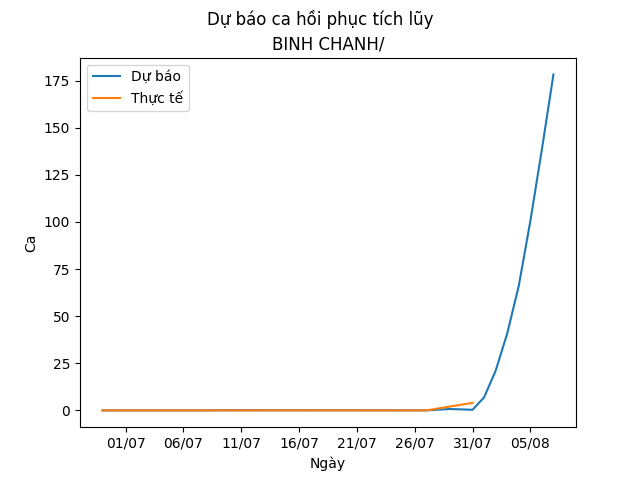 Dự báo ca hồi phục tích lũy
BINH CHANH/
Dự báo
Thực tế
175
150
125
100
75
50
25
0
Ca
01/07 06/07 11/07 16/07 21/07 26/07 31/07 05/08
Ngày